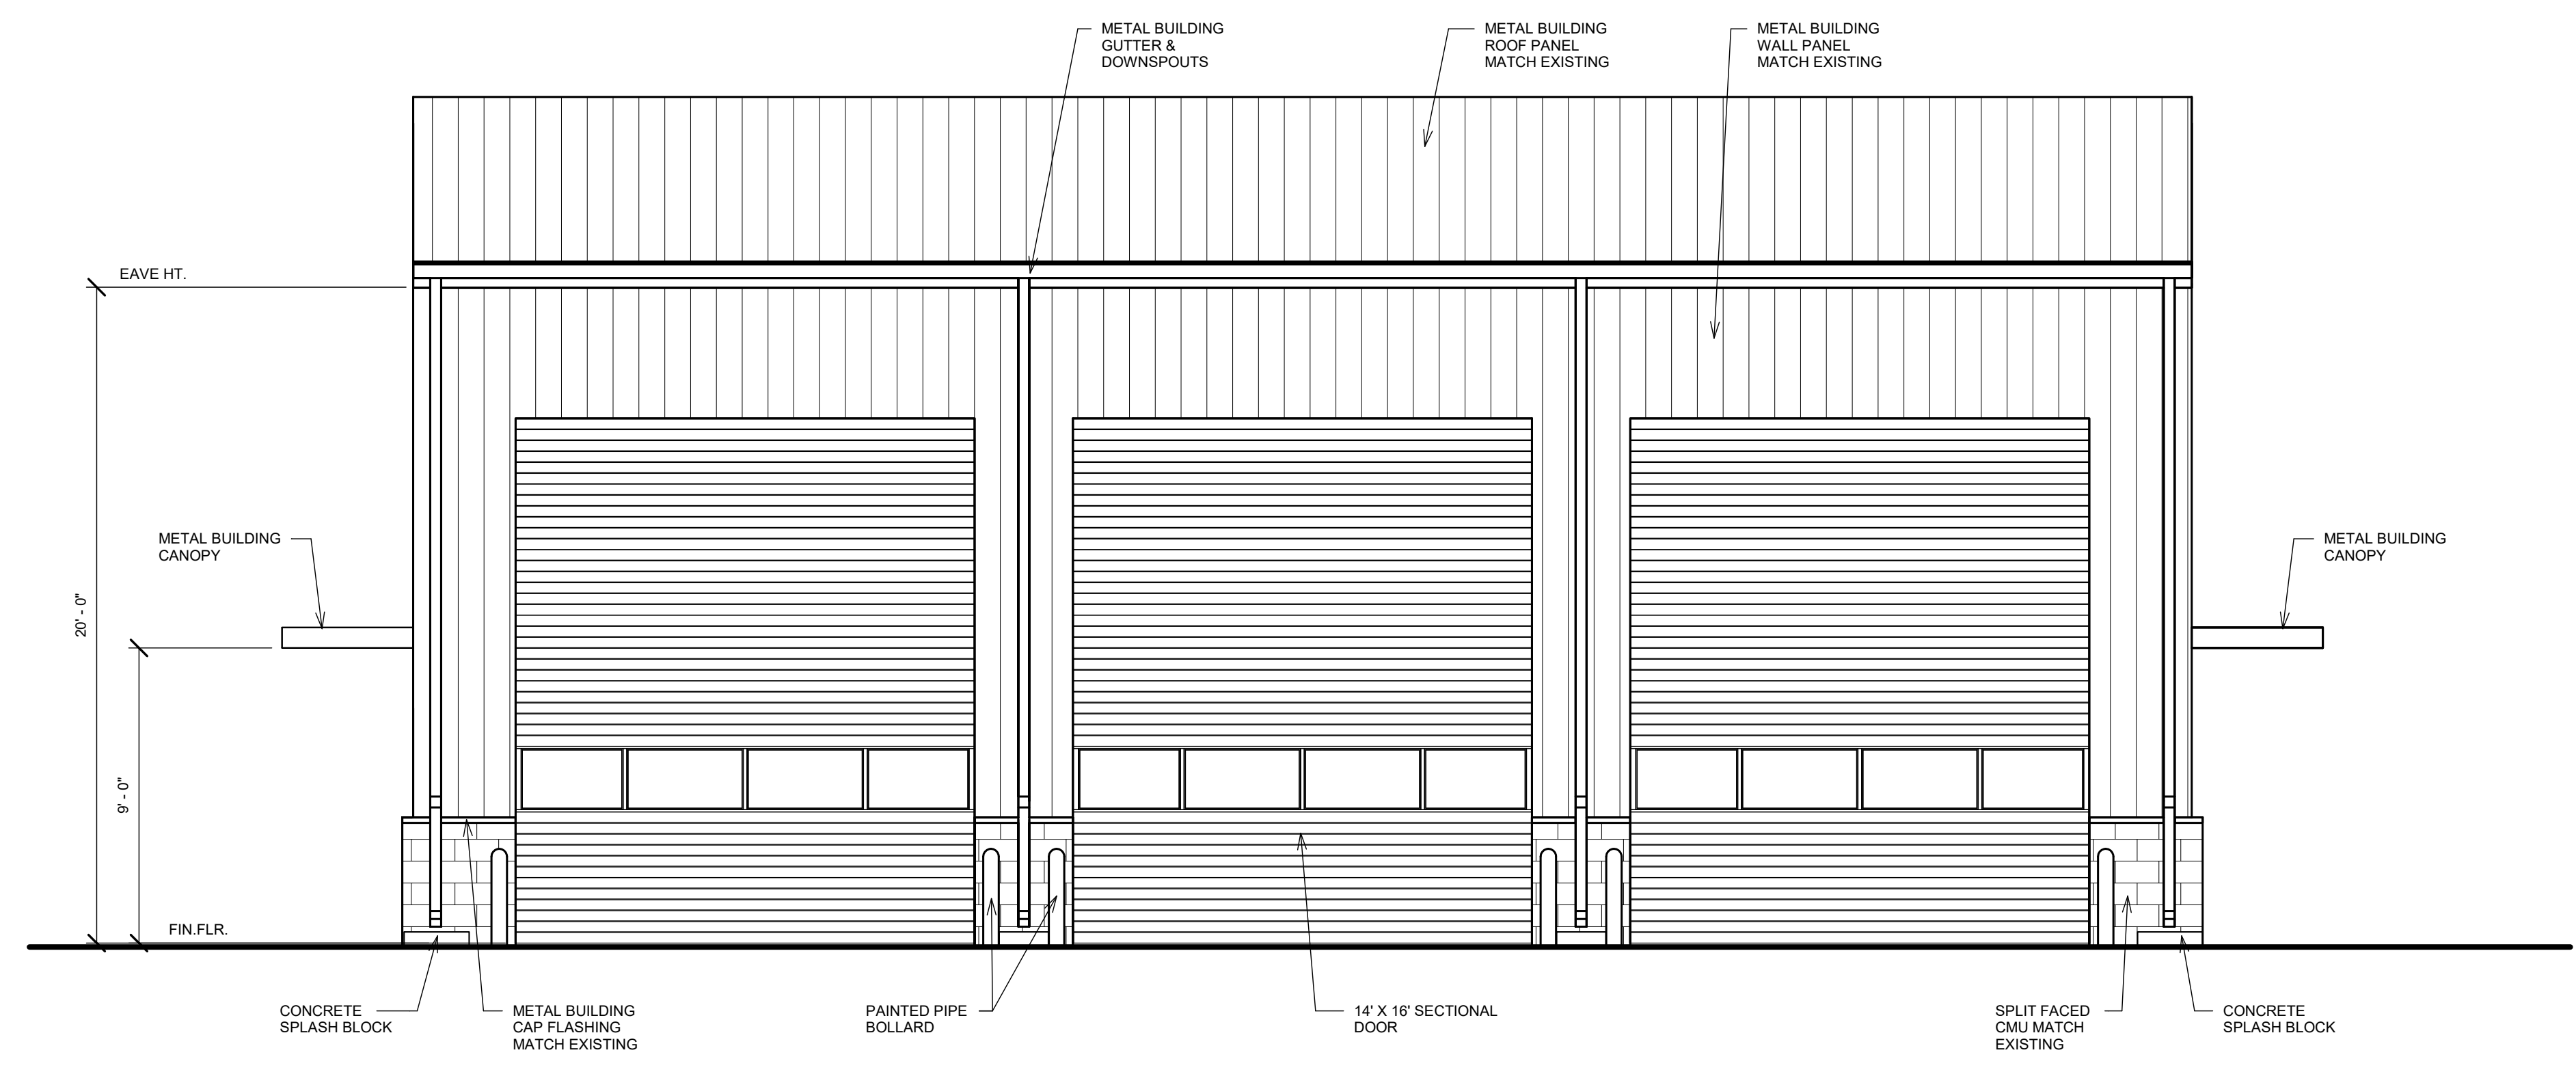 METAL BUILDING
GUTTER &
DOWNSPOUTS
METAL BUILDING
ROOF PANEL
MATCH EXISTING
METAL BUILDING
WALL PANEL
MATCH EXISTING
EAVE HT.
METAL BUILDING
CANOPY
METAL BUILDING
CANOPY
20' - 0"
9' - 0"
FIN.FLR.
CONCRETE
SPLASH BLOCK
METAL BUILDING
CAP FLASHING
MATCH EXISTING
PAINTED PIPE
BOLLARD
14' X 16' SECTIONAL
DOOR
SPLIT FACED
CMU MATCH
EXISTING
CONCRETE
SPLASH BLOCK